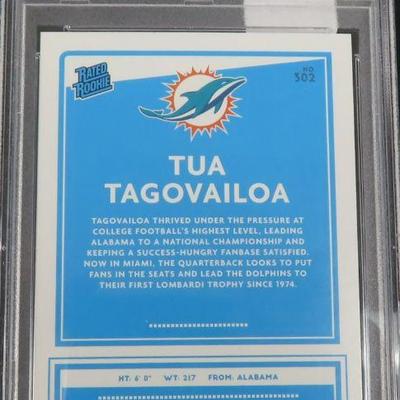 RATED
ROOKIE
NO
302
TUA
TAGOVAILOA
TAGOVAILOA THRIVED UNDER THE PRESSURE AT
COLLEGE FOOTBALL'S HIGHEST LEVEL, LEADING
ALABAMA TO A NATIONAL CHAMPIONSHIP AND
KEEPING A SUCCESS-HUNGRY FANBASE SATISFIED.
NOW IN MIAMI, THE QUARTERBACK LOOKS TO PUT
FANS IN THE SEATS AND LEAD THE DOLPHINS TO
THEIR FIRST LOMBARDI TROPHY SINCE 1974.
HT: 6' 0" WT: 217 FROM: ALABAMA